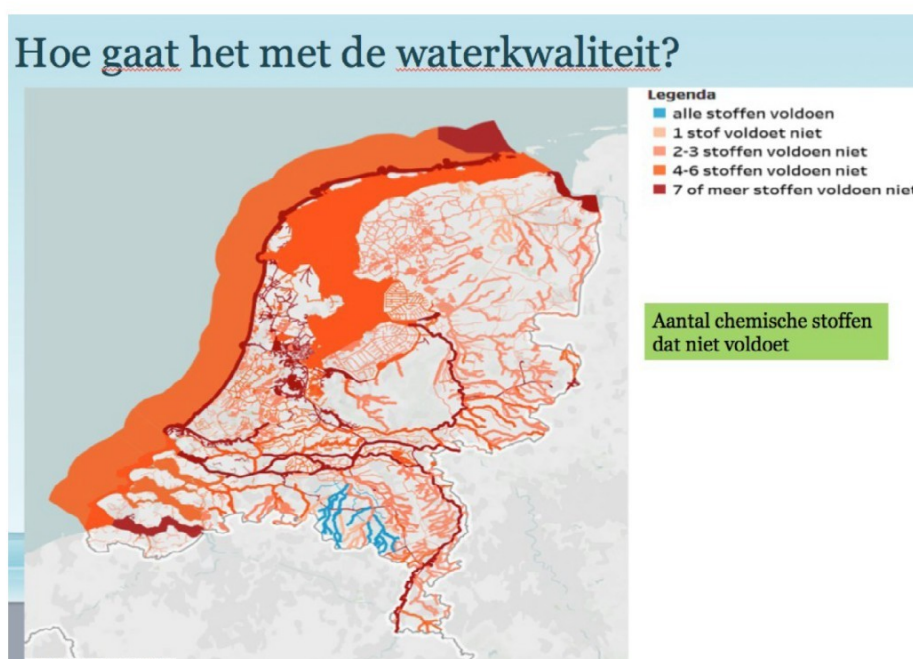 Hoe gaat het met de waterkwaliteit?
Legenda
alle stoffen voldoen
1 stof voldoet niet
2-3 stoffen voldoen niet
4-6 stoffen voldoen niet
7 of meer stoffen voldoen niet
Aantal chemische stoffen
dat niet voldoet